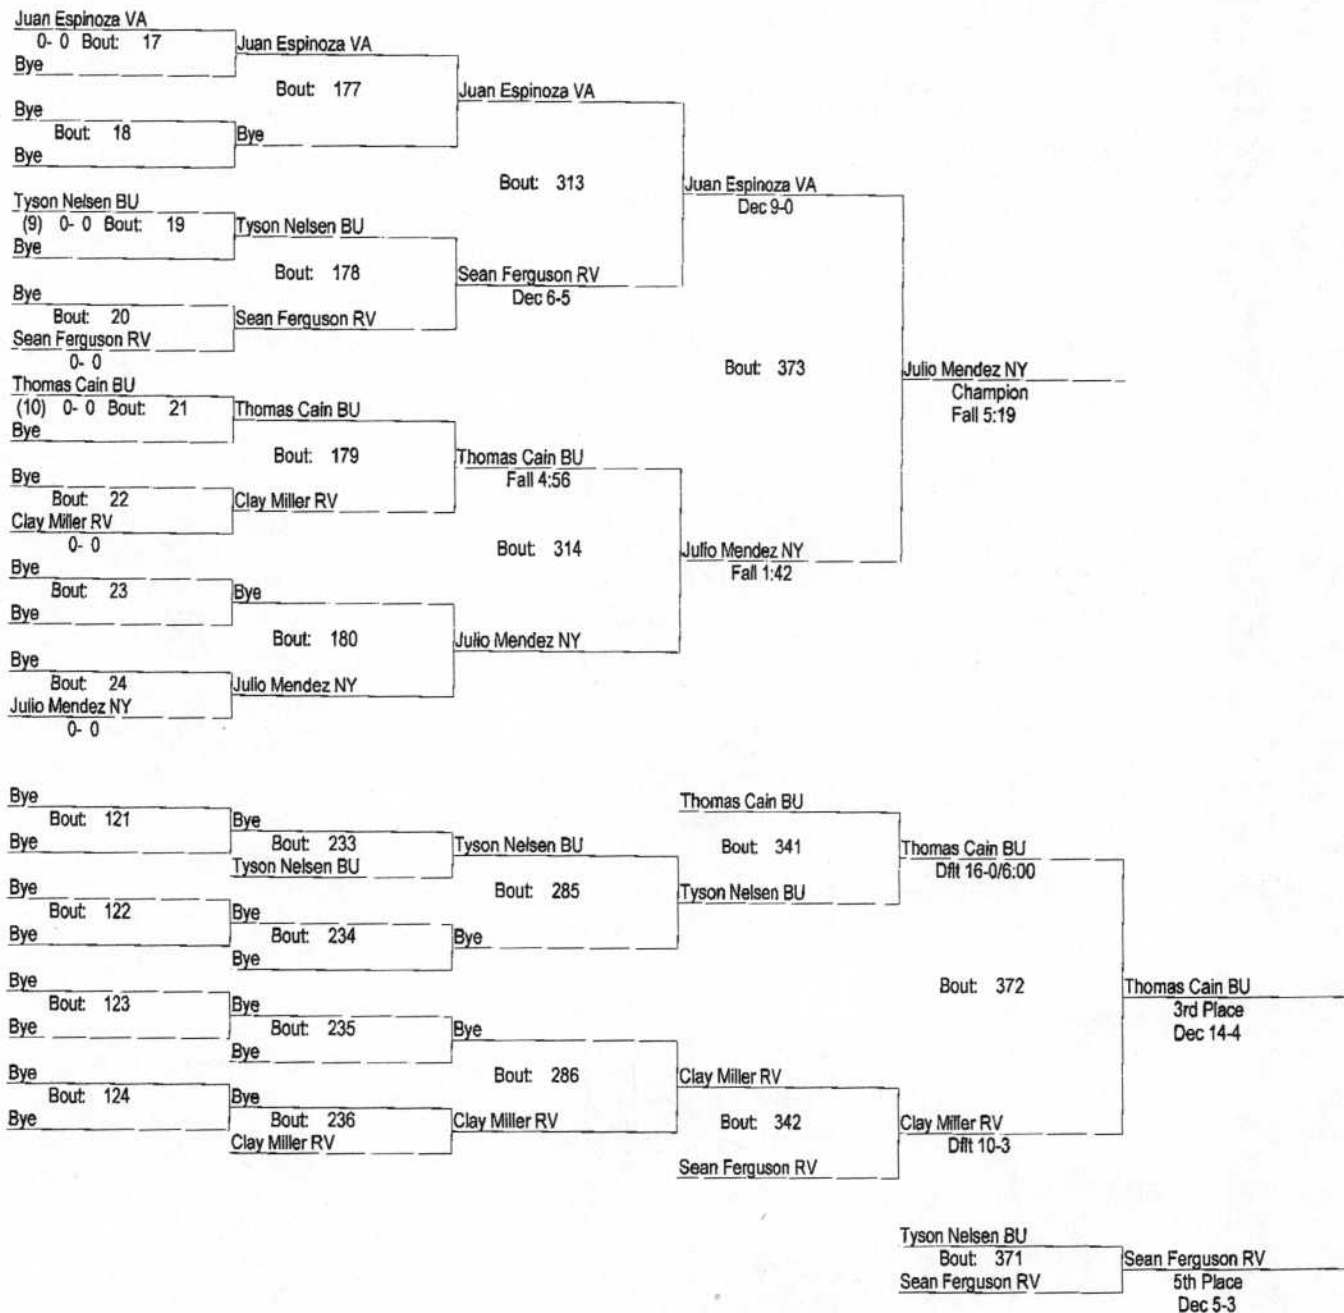 Juan Espinoza VA
0- 0 Bout: 17
Bye
Juan Espinoza VA
Bout: 177
Bye
Bout: 18
Bye
Bye
Juan Espinoza VA
Bout: 313
Tyson Nelsen BU
(9) 0- 0 Bout: 19
Bye
Tyson Nelsen BU
Bout: 178
Bye
Bout: 20
Sean Ferguson RV
0- 0
Sean Ferguson RV
Sean Ferguson RV
Dec 6-5
Juan Espinoza VA
Dec 9-0
Bout: 373
Thomas Cain BU
(10) 0- 0 Bout: 21
Bye
Thomas Cain BU
Bout: 179
Bye
Bout: 22
Clay Miller RV
0- 0
Clay Miller RV
Thomas Cain BU
Fall 4:56
Bout: 314
Bye
Bout: 23
Bye
Bye
Bout: 180
Bye
Bout: 24
Julio Mendez NY
0- 0
Julio Mendez NY
Julio Mendez NY
Julio Mendez NY
Fall 1:42
Julio Mendez NY
Champion
Fall 5:19
Bye
Bout: 121
Bye
Bye
Bout: 233
Tyson Nelsen BU
Tyson Nelsen BU
Bout: 285
Bye
Bout: 122
Bye
Bye
Bout: 234
Bye
Bye
Thomas Cain BU
Bout: 341
Tyson Nelsen BU
Thomas Cain BU
Dflt 16-0/6:00
Bout: 372
Bye
Bout: 123
Bye
Bye
Bout: 235
Bye
Bye
Bout: 286
Bye
Bout: 124
Bye
Bye
Bout: 236
Clay Miller RV
Clay Miller RV
Clay Miller RV
Bout: 342
Sean Ferguson RV
Clay Miller RV
Dflt 10-3
Thomas Cain BU
3rd Place
Dec 14-4
Tyson Nelsen BU
Bout: 371
Sean Ferguson RV
Sean Ferguson RV
5th Place
Dec 5-3